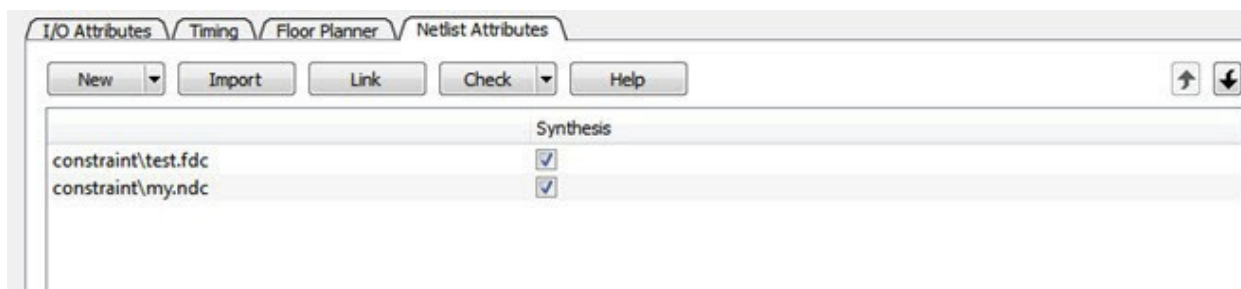 I/O Attributes Timing Floor Planner Netlist Attributes
New Import Link Check Help
Synthesis
constraint\test.fdc
constraint\my.ndc